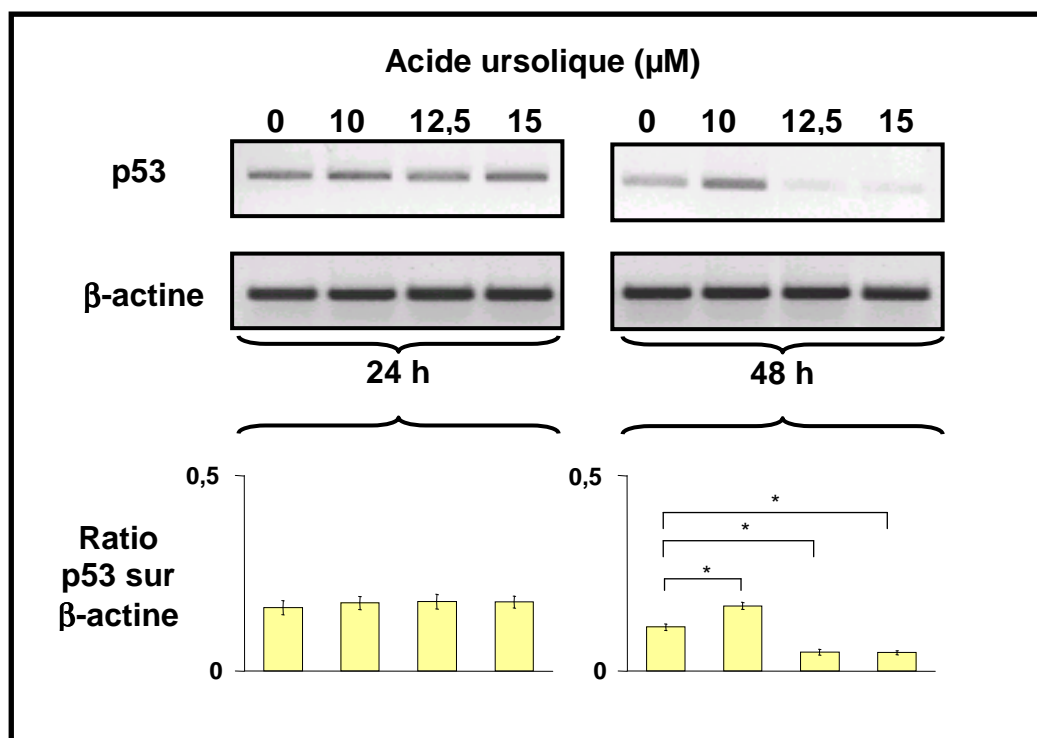 Acide ursolique (µM)
0 10 12,5 15 0 10 12,5 15
p53
β-actine
24 h 48 h
0,5 0,5
* 
*
Ratio
p53 sur
β-actine
*
0 0